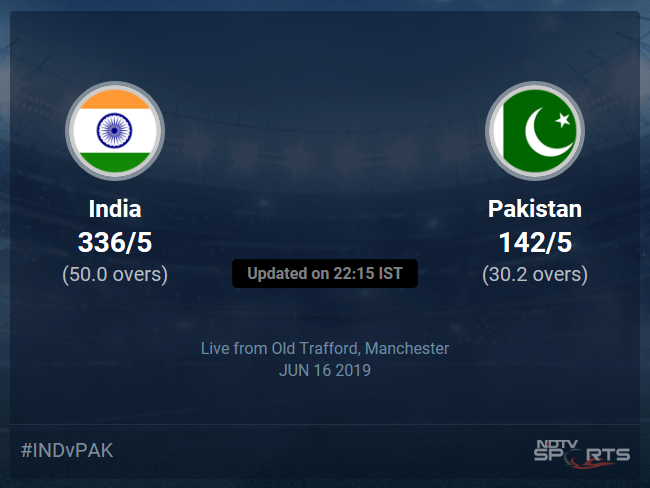 India
336/5
(50.0 overs)
Pakistan
142/5
(30.2 overs)
Updated on 22:15 IST
Live from Old Trafford, Manchester
JUN 16 2019
#INDvPAK
NDTV
SPORTS